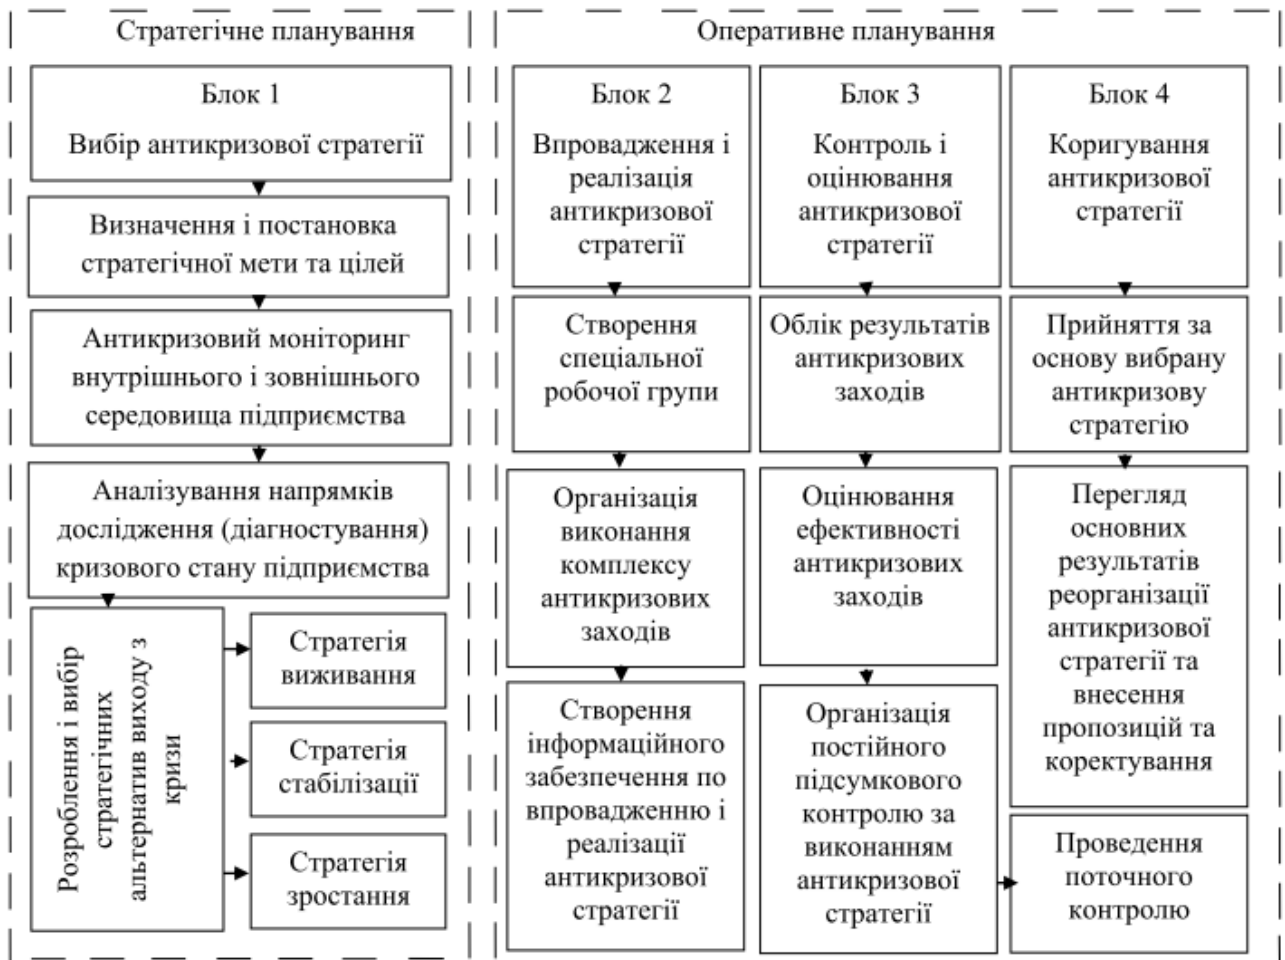 Стратегічне планування
Блок 1
Вибір антикризової стратегії
Визначення і постановка
стратегічної мети та цілей
Антикризовий моніторинг
внутрішнього і зовнішнього
середовища підприємства
Аналізування напрямків
дослідження (діагностування)
кризового стану підприємства
Розроблення і вибір
стратегічних
альтернатив виходу з
кризи
Стратегія
виживання
Стратегія
стабілізації
Стратегія
зростання
Оперативне планування
Блок 2
Впровадження і
реалізація
антикризової
стратегії
Створення
спеціальної
робочої групи
Організація
виконання
комплексу
антикризових
заходів
Створення
інформаційного
забезпечення по
впровадженню і
реалізації
антикризової
стратегії
Блок 3
Контроль і
оцінювання
антикризової
стратегії
Облік результатів
антикризових
заходів
Оцінювання
ефективності
антикризових
заходів
Організація
постійного
підсумкового
контролю за
виконанням
антикризової
стратегії
Блок 4
Коригування
антикризової
стратегії
Прийняття за
основу вибрану
антикризову
стратегію
Перегляд
основних
результатів
реорганізації
антикризової
стратегії та
внесення
пропозицій та
коректування
Проведення
поточного
контролю